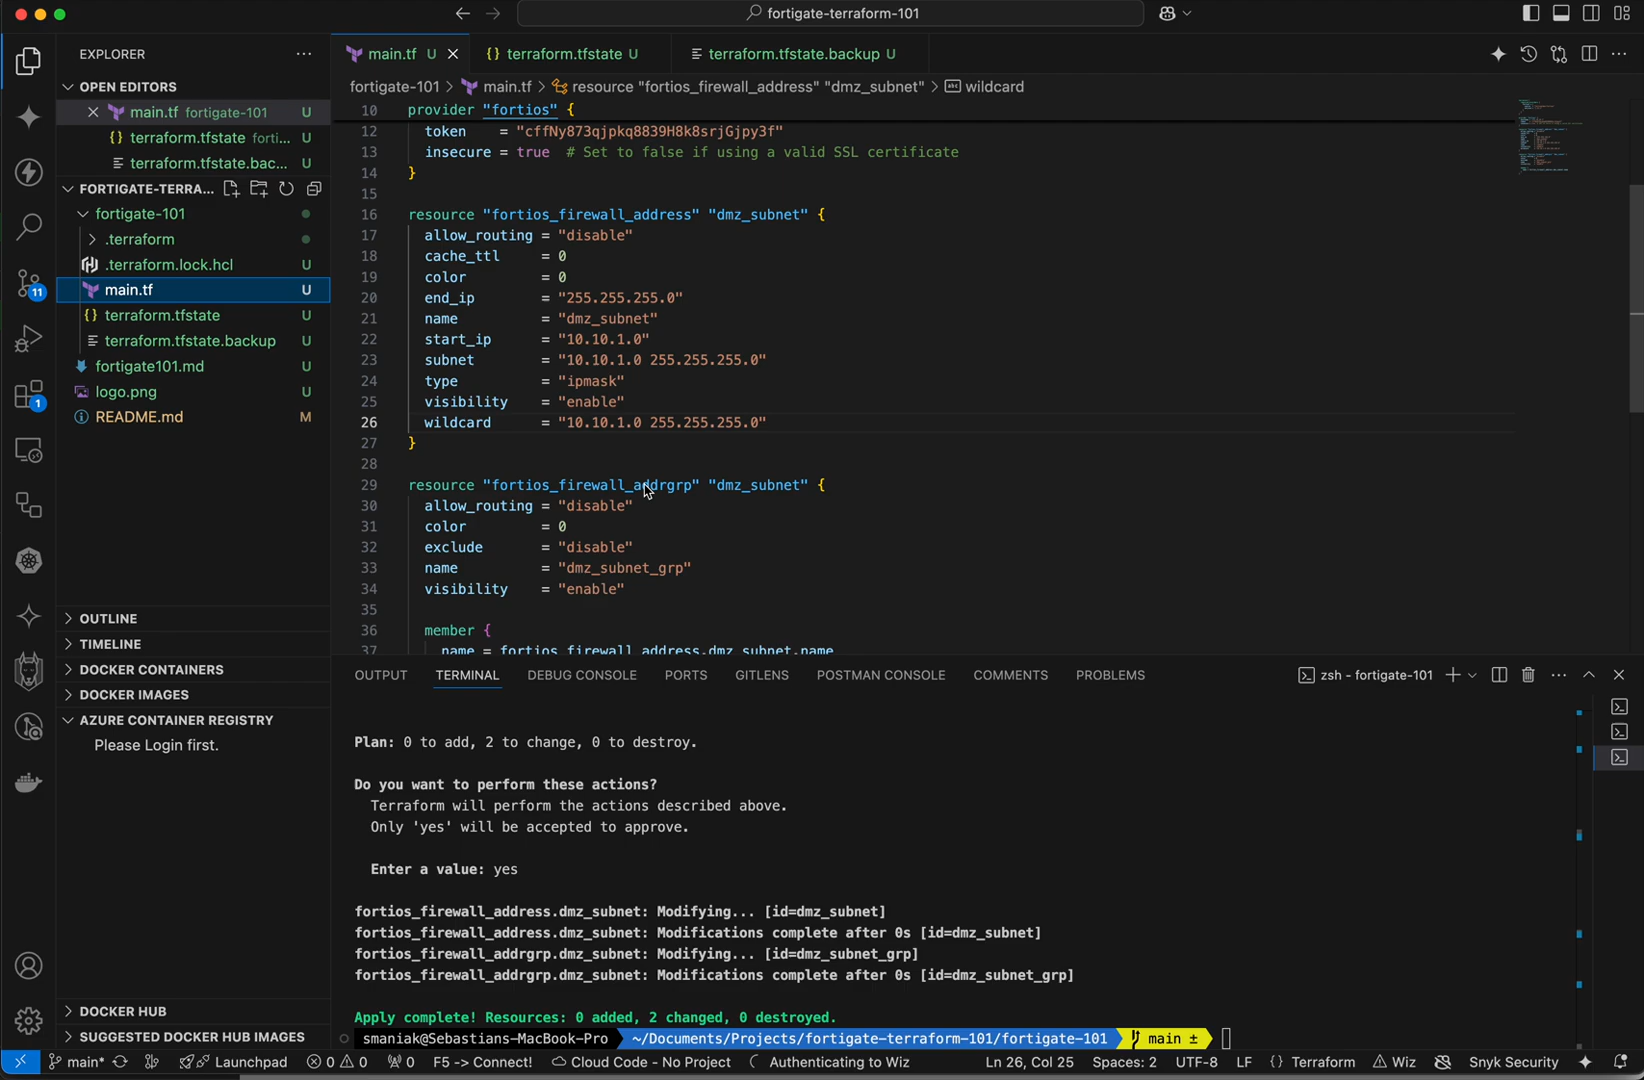 fortigate-terraform-101
EXPLORER
OPEN EDITORS
main.tf fortigate-101 U
terraform.tfstate forti... U
terraform.tfstate.bac... U
FORTIGATE-TERRA...
fortigate-101
.terraform
.terraform.lock.hcl U
main.tf U
terraform.tfstate U
terraform.tfstate.backup U
fortigate101.md U
logo.png U
README.md M
OUTLINE
TIMELINE
DOCKER CONTAINERS
DOCKER IMAGES
AZURE CONTAINER REGISTRY
Please Login first.
DOCKER HUB
SUGGESTED DOCKER HUB IMAGES
11
1
main.tf U
terraform.tfstate U
terraform.tfstate.backup U
fortigate-101 > main.tf > resource "fortios_firewall_address" "dmz_subnet" > wildcard
10 provider "fortios" {
12 token = "cffNy873qjpkq8839H8k8srjGjpy3f"
13 insecure = true # Set to false if using a valid SSL certificate
14 }
15
16 resource "fortios_firewall_address" "dmz_subnet" {
17 allow_routing = "disable"
18 cache_ttl = 0
19 color = 0
20 end_ip = "255.255.255.0"
21 name = "dmz_subnet"
22 start_ip = "10.10.1.0"
23 subnet = "10.10.1.0 255.255.255.0"
24 type = "ipmask"
25 visibility = "enable"
26 wildcard = "10.10.1.0 255.255.255.0"
27 }
28
29 resource "fortios_firewall_addrgrp" "dmz_subnet" {
30 allow_routing = "disable"
31 color = 0
32 exclude = "disable"
33 name = "dmz_subnet_grp"
34 visibility = "enable"
35
36 member {
37 name = fortios_firewall_address.dmz_subnet.name
OUTPUT TERMINAL DEBUG CONSOLE PORTS GITLENS POSTMAN CONSOLE COMMENTS PROBLEMS
zsh - fortigate-101
Plan: 0 to add, 2 to change, 0 to destroy.
Do you want to perform these actions?
Terraform will perform the actions described above.
Only 'yes' will be accepted to approve.
Enter a value: yes
fortios_firewall_address.dmz_subnet: Modifying... [id=dmz_subnet]
fortios_firewall_address.dmz_subnet: Modifications complete after 0s [id=dmz_subnet]
fortios_firewall_addrgrp.dmz_subnet: Modifying... [id=dmz_subnet_grp]
fortios_firewall_addrgrp.dmz_subnet: Modifications complete after 0s [id=dmz_subnet_grp]
Apply complete! Resources: 0 added, 2 changed, 0 destroyed.
smaniak@Sebastians-MacBook-Pro ~/Documents/Projects/fortigate-terraform-101/fortigate-101 main ±
main* Launchpad 0 0 0 F5 -> Connect! Cloud Code - No Project Authenticating to Wiz Ln 26, Col 25 Spaces: 2 UTF-8 LF {} Terraform Wiz Snyk Security